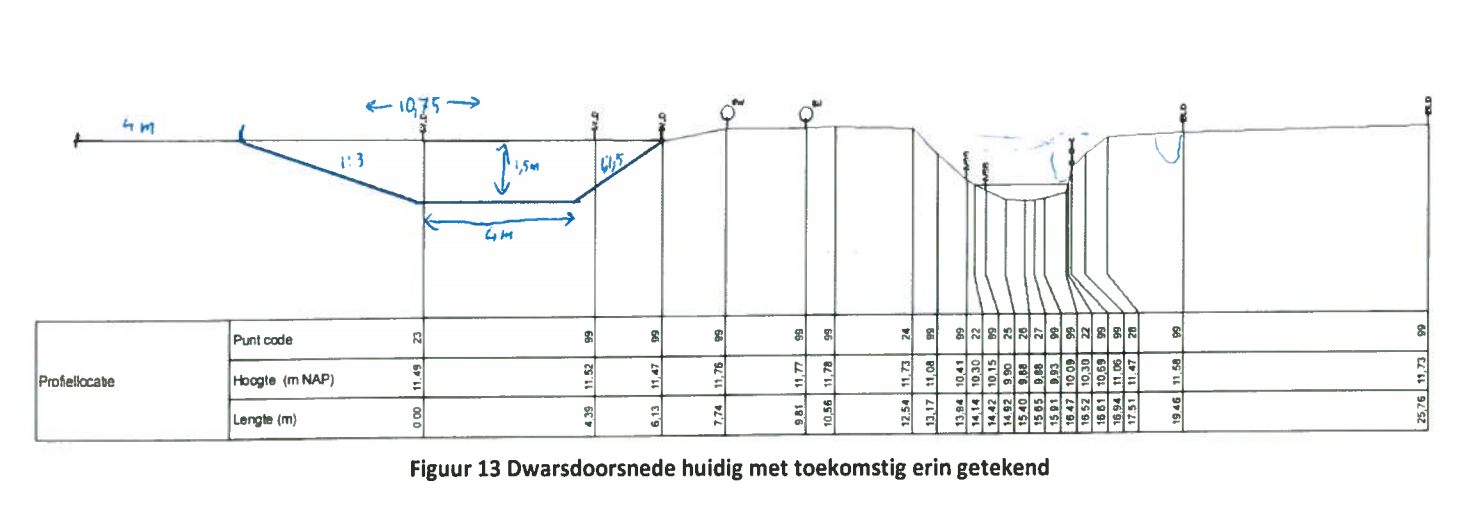 10,75
4 m
1:3
1,5m
1:1,5
4 m
Punt code 23 99 99 99 99 99 24 99 99 22 99 25 26 27 99 99 22 99 99 28 99 99
Profiellocatie
Hoogte (m NAP) 11,49 11,52 11,47 11,76 11,77 11,78 11,73 11,08 10,41 10,30 10,15 9,90 9,88 9,88 9,93 10,09 10,30 10,69 11,06 11,47 11,58 11,73
Lengte (m) 0,00 4,39 6,13 7,74 9,81 10,56 12,54 13,17 13,84 14,14 14,42 14,92 15,40 15,65 15,91 16,47 16,52 16,61 16,94 17,51 19,46 25,76
Figuur 13 Dwarsdoorsnede huidig met toekomstig erin getekend